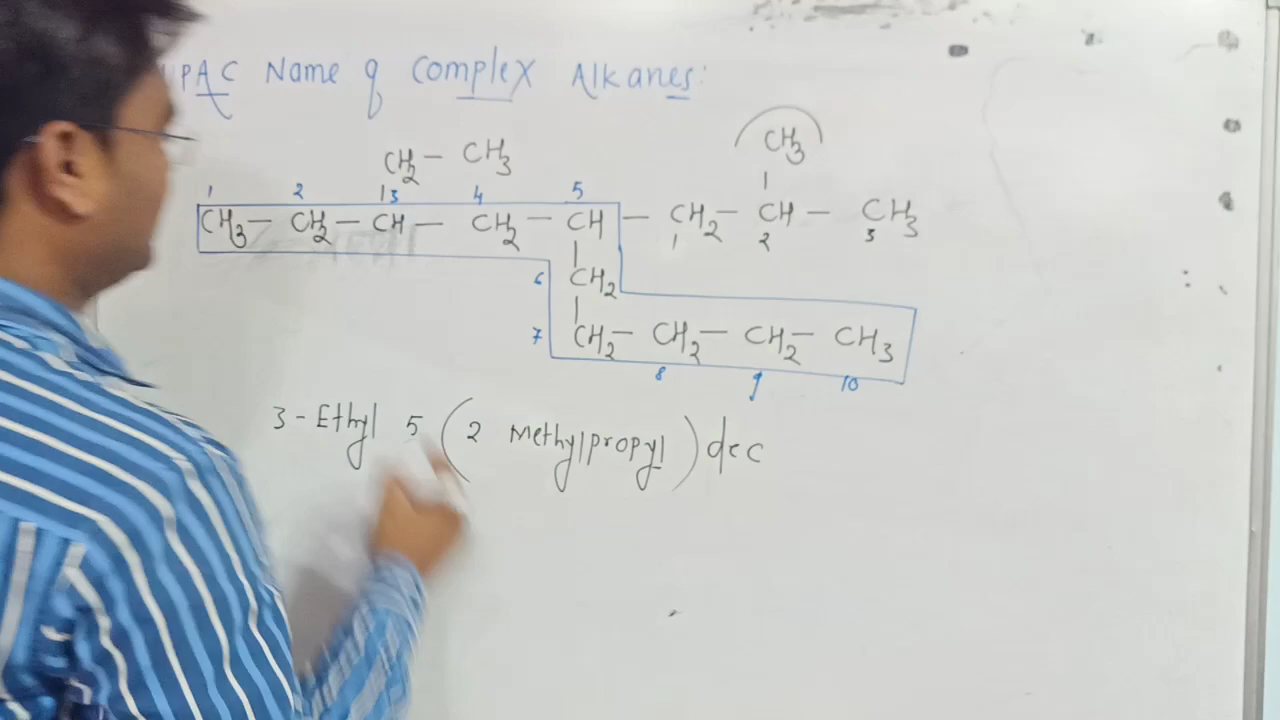 PAC Name of Complex Alkanes:
CH2 — CH3 CH3
1 2 3 4 5
CH3 — CH2 — CH — CH2 — CH — CH2 — CH — CH3
1 2 3
6 CH2
7 CH2 — CH2 — CH2 — CH3
8 9 10
3-Ethyl 5 (2 Methylpropyl) dec